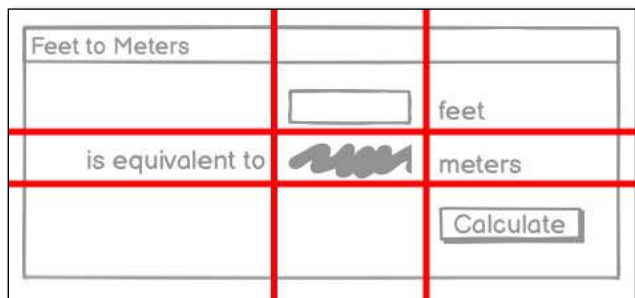 Feet to Meters
feet
is equivalent to meters
Calculate